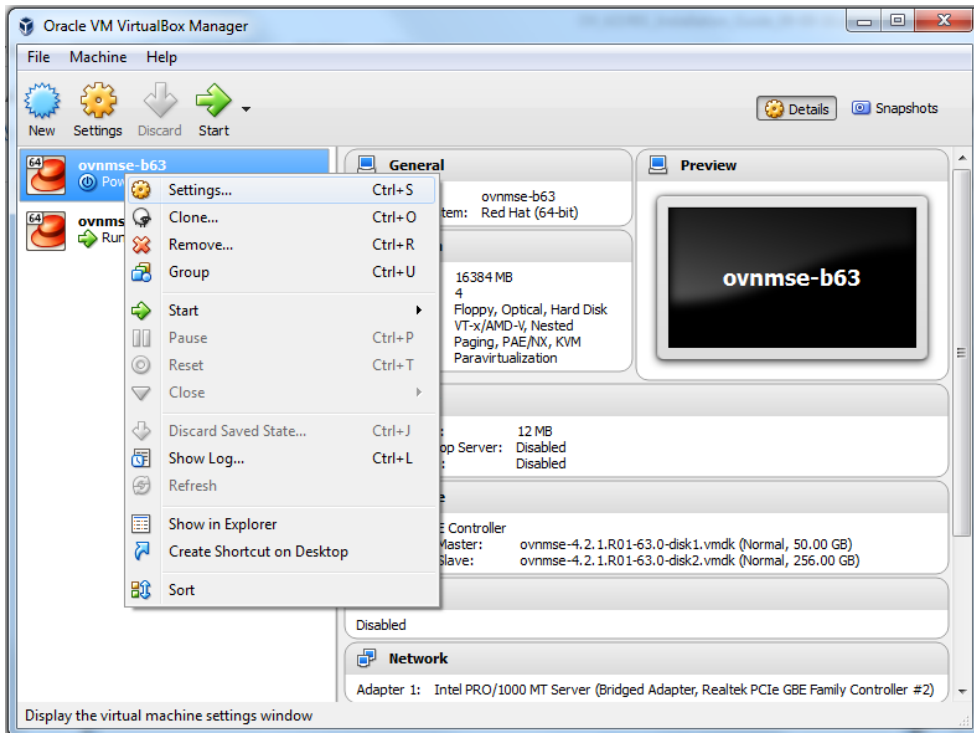 Oracle VM VirtualBox Manager
File Machine Help
New Settings Discard Start
Details Snapshots
64 ovnmse-b63
Pow
64 ovnms
Run
Settings... Ctrl+S
Clone... Ctrl+O
Remove... Ctrl+R
Group Ctrl+U
Start
Pause Ctrl+P
Reset Ctrl+T
Close
Discard Saved State... Ctrl+J
Show Log... Ctrl+L
Refresh
Show in Explorer
Create Shortcut on Desktop
Sort
General
ovnmse-b63
tem: Red Hat (64-bit)
16384 MB
4
Floppy, Optical, Hard Disk
VT-x/AMD-V, Nested
Paging, PAE/NX, KVM
Paravirtualization
Preview
ovnmse-b63
: 12 MB
op Server: Disabled
: Disabled
e
E Controller
Master: ovnmse-4.2.1.R01-63.0-disk1.vmdk (Normal, 50.00 GB)
Slave: ovnmse-4.2.1.R01-63.0-disk2.vmdk (Normal, 256.00 GB)
Disabled
Network
Adapter 1: Intel PRO/1000 MT Server (Bridged Adapter, Realtek PCIe GBE Family Controller #2)
Display the virtual machine settings window